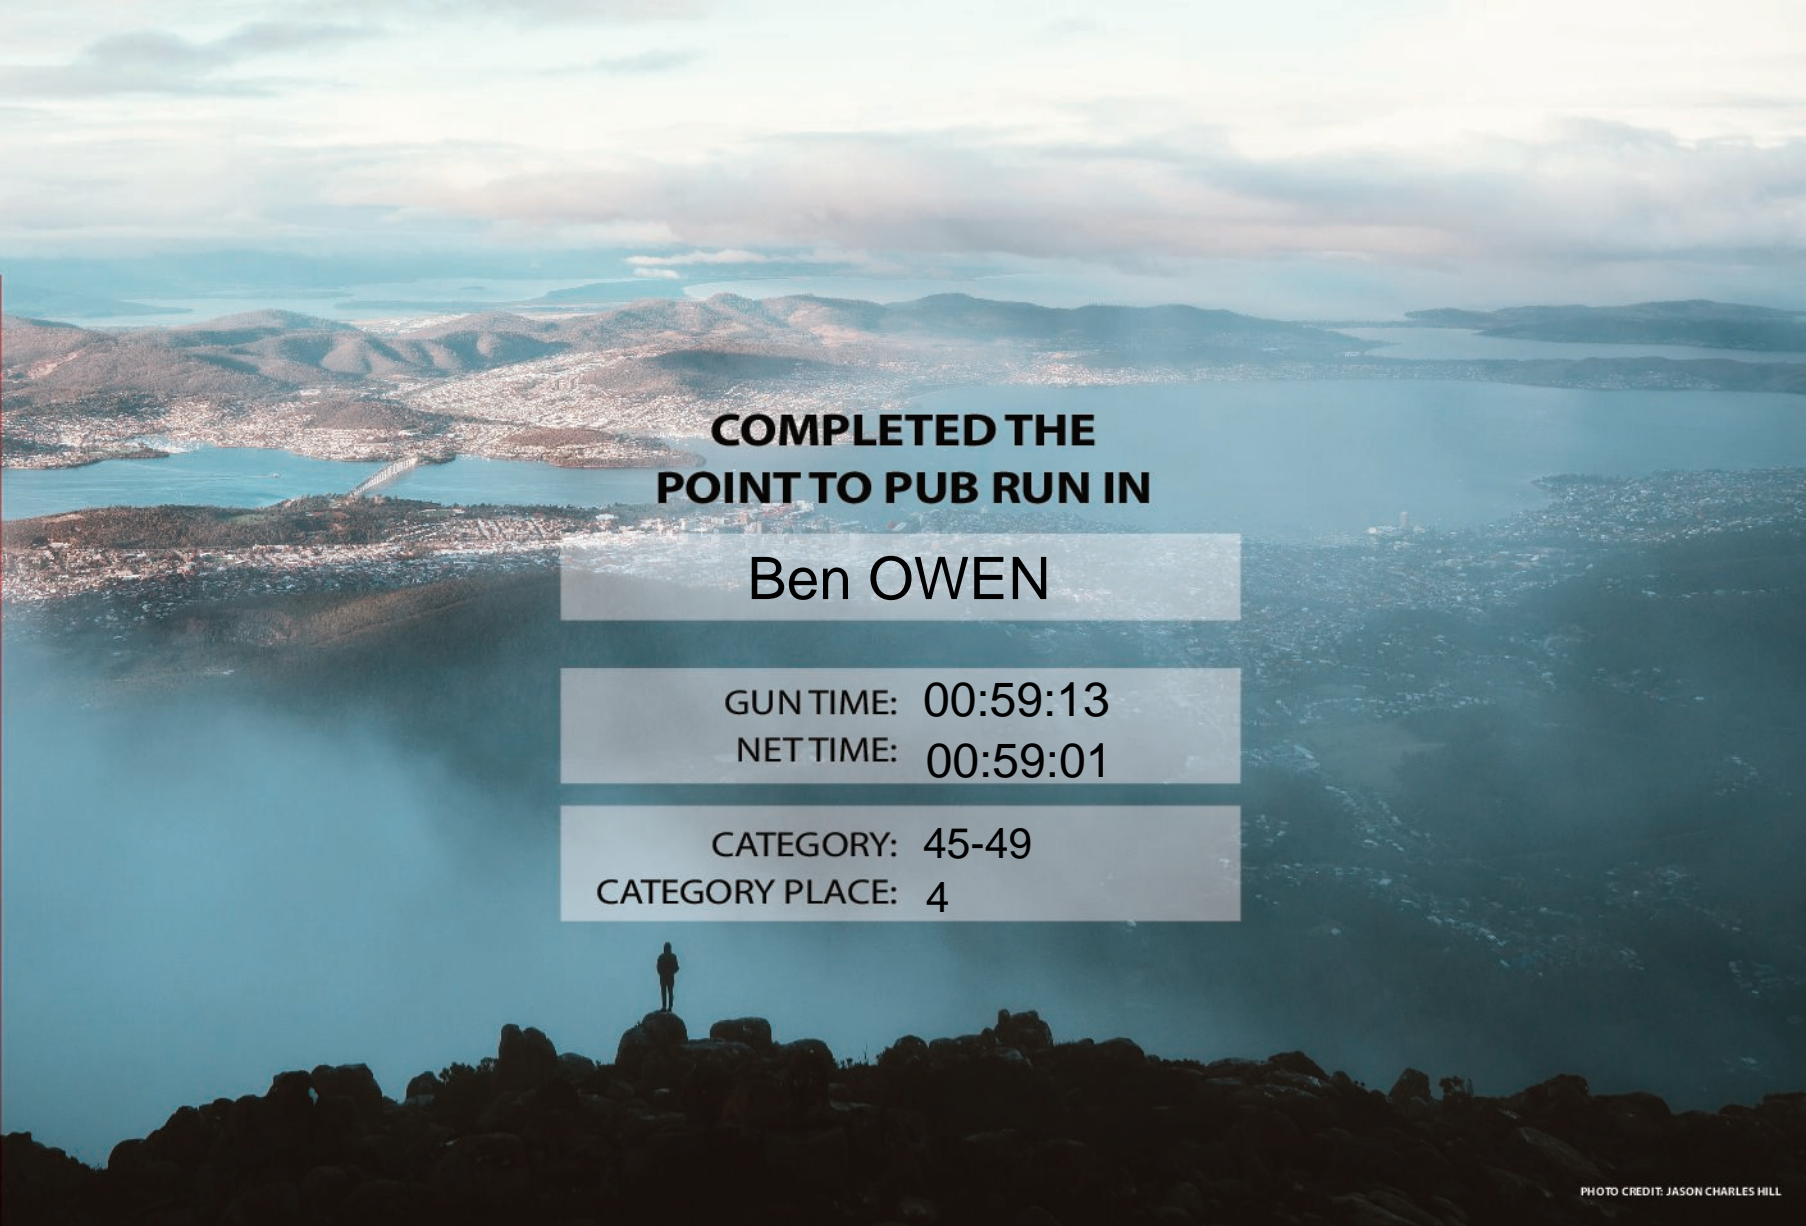 COMPLETED THE
POINT TO PUB RUN IN
Ben OWEN
GUN TIME: 00:59:13
NET TIME: 00:59:01
CATEGORY: 45-49
CATEGORY PLACE: 4
PHOTO CREDIT: JASON CHARLES HILL